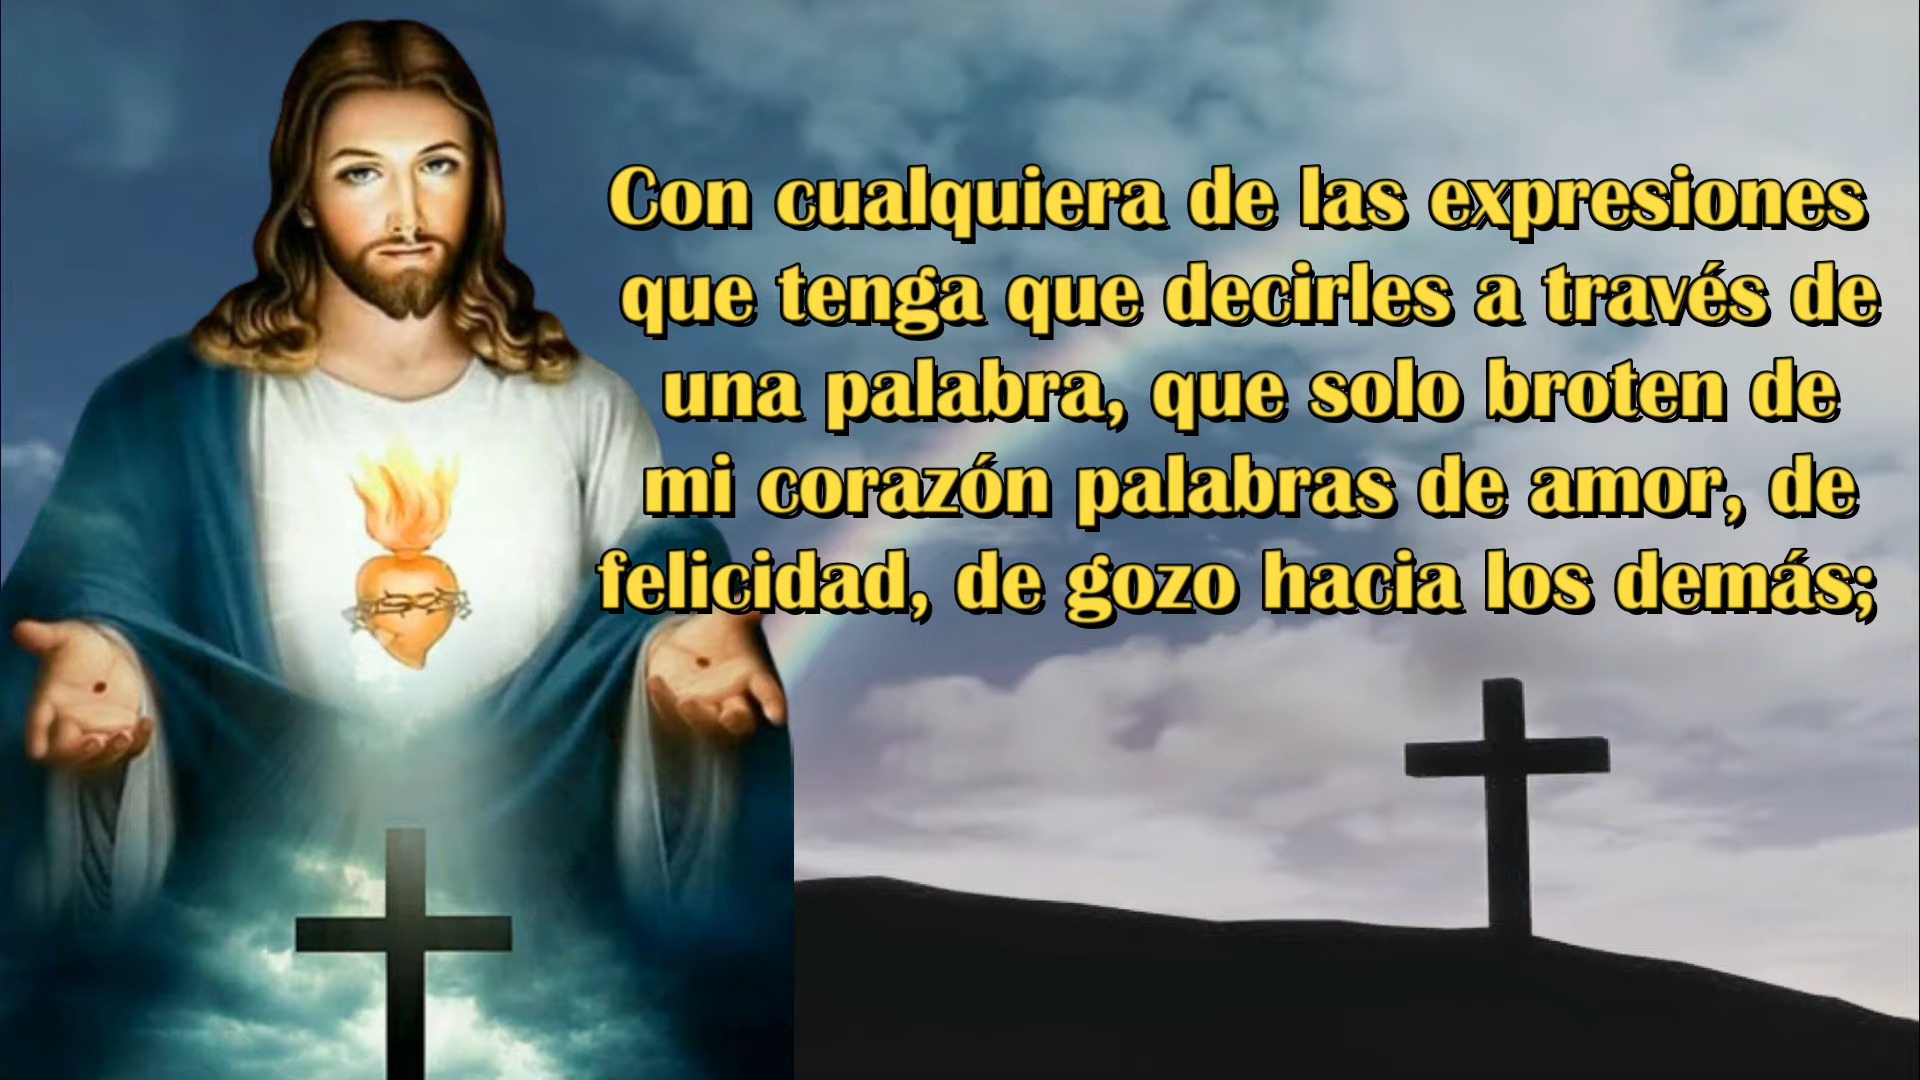 Con cualquiera de las expresiones
que tenga que decirles a través de
una palabra, que solo broten de
mi corazón palabras de amor, de
felicidad, de gozo hacia los demás;